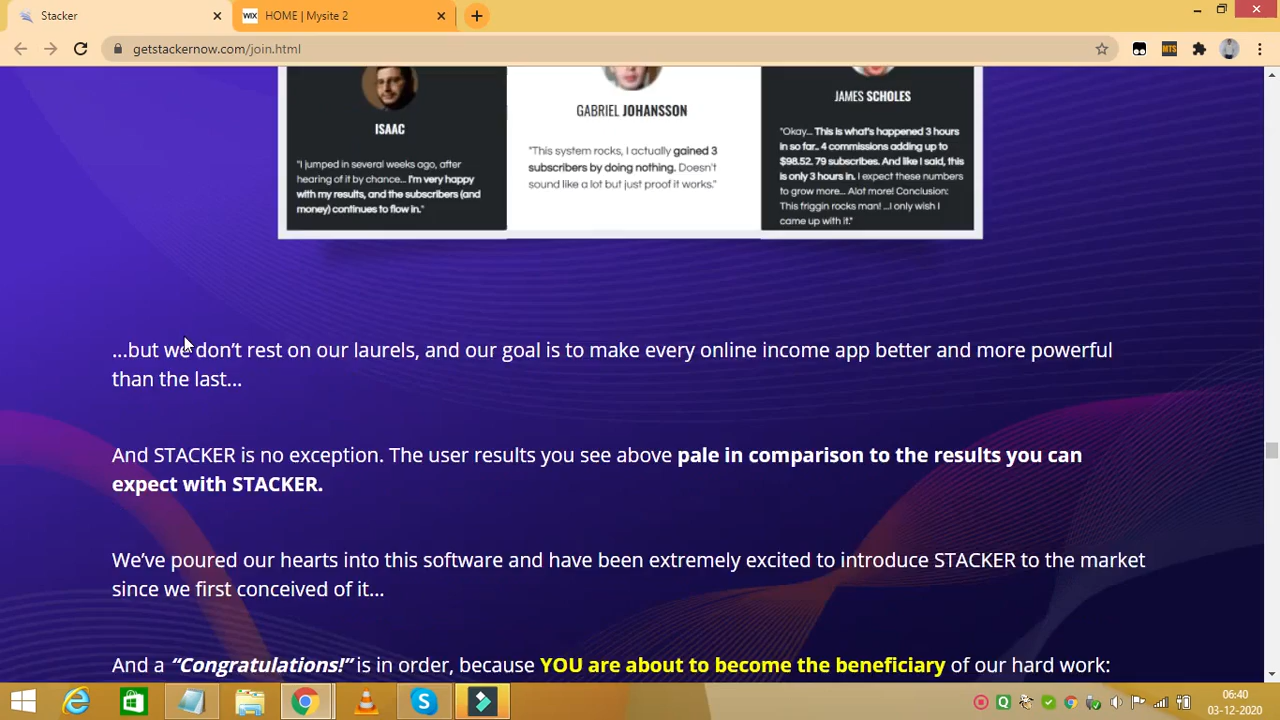 Stacker
WIX HOME | Mysite 2
getstackernow.com/join.html
MTS
ISAAC
"I jumped in several weeks ago, after
hearing of it by chance... I'm very happy
with my results, and the subscribers (and
money) continues to flow in."
GABRIEL JOHANSSON
"This system rocks, I actually gained 3
subscribers by doing nothing. Doesn't
sound like a lot but just proof it works."
JAMES SCHOLES
"Okay... This is what's happened 3 hours
in so far.. 4 commissions adding up to
$98.52. 79 subscribes. And like I said, this
is only 3 hours in. I expect these numbers
to grow more... Alot more! Conclusion:
This friggin rocks man! ...I only wish I
came up with it."
...but we don't rest on our laurels, and our goal is to make every online income app better and more powerful
than the last...
And STACKER is no exception. The user results you see above pale in comparison to the results you can
expect with STACKER.
We've poured our hearts into this software and have been extremely excited to introduce STACKER to the market
since we first conceived of it...
And a “Congratulations!” is in order, because YOU are about to become the beneficiary of our hard work:
06:40
03-12-2020